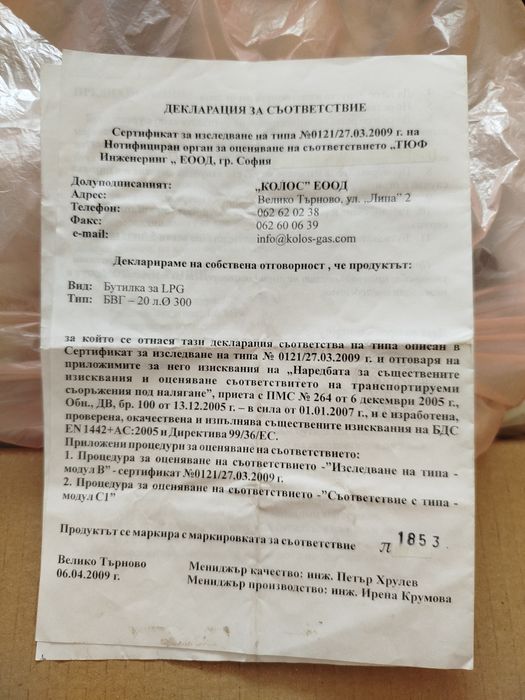 ДЕКЛАРАЦИЯ ЗА СЪОТВЕТСТВИЕ
Сертификат за изследване на типа №0121/27.03.2009 г. на
Нотифициран орган за оценяване на съответствието „ТЮФ
Инженеринг „ ЕООД, гр. София
Долуподписаният: „КОЛОС" ЕООД
Адрес: Велико Търново, ул. „Липа" 2
Телефон: 062 62 02 38
Факс: 062 60 06 39
e-mail: info@kolos-gas.com
Декларираме на собствена отговорност , че продуктът:
Вид: Бутилка за LPG
Тип: БВГ – 20 л.Ø 300
за който се отнася тази декларация съответства на типа описан в
Сертификат за изследване на типа № 0121/27.03.2009 г. и отговаря на
приложимите за него изисквания на „Наредбата за съществените
изисквания и оценяване съответствието на транспортируеми
съоръжения под налягане", приета с ПМС № 264 от 6 декември 2005 г.,
Обн., ДВ, бр. 100 от 13.12.2005 г. – в сила от 01.01.2007 г., и е изработена,
проверена, окачествена и изпълнява съществените изисквания на БДС
EN 1442+AC:2005 и Директива 99/36/ЕС.
Приложени процедури за оценяване на съответствието:
1. Процедура за оценяване на съответствието -"Изследване на типа -
модул В" - сертификат №0121/27.03.2009 г.
2. Процедура за оценяване на съответствието -"Съответствие с типа -
модул С1"
Продуктът се маркира с маркировката за съответствие π 1853
Велико Търново Мениджър качество: инж. Петър Хрулев
06.04.2009 г. Мениджър производство: инж. Ирена Крумова